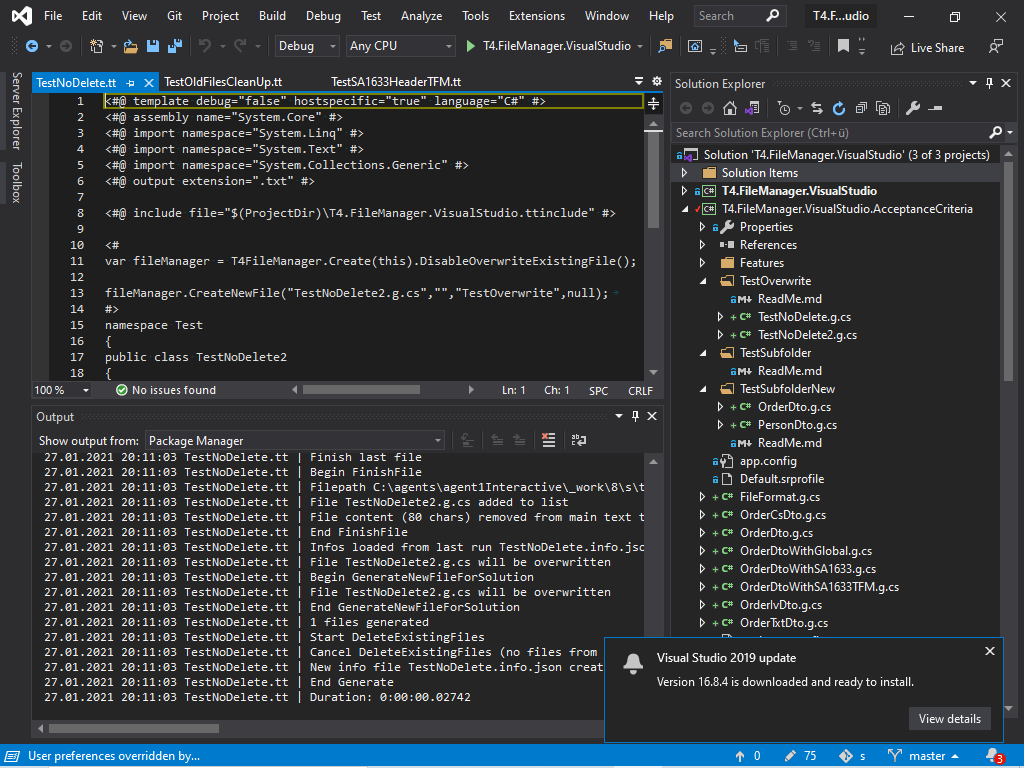 File Edit View Git Project Build Debug Test Analyze Tools Extensions Window Help Search T4.F...udio
Debug Any CPU T4.FileManager.VisualStudio Live Share
Server Explorer
Toolbox
TestNoDelete.tt TestOldFilesCleanUp.tt TestSA1633HeaderTFM.tt
1 <#@ template debug="false" hostspecific="true" language="C#" #>
2 <#@ assembly name="System.Core" #>
3 <#@ import namespace="System.Linq" #>
4 <#@ import namespace="System.Text" #>
5 <#@ import namespace="System.Collections.Generic" #>
6 <#@ output extension=".txt" #>
7
8 <#@ include file="$(ProjectDir)\T4.FileManager.VisualStudio.ttinclude" #>
9
10 <#
11 var fileManager = T4FileManager.Create(this).DisableOverwriteExistingFile();
12
13 fileManager.CreateNewFile("TestNoDelete2.g.cs","","TestOverwrite",null);
14 #>
15 namespace Test
16 {
17 public class TestNoDelete2
18 {
100 % No issues found Ln: 1 Ch: 1 SPC CRLF
Output
Show output from: Package Manager
27.01.2021 20:11:03 TestNoDelete.tt | Finish last file
27.01.2021 20:11:03 TestNoDelete.tt | Begin FinishFile
27.01.2021 20:11:03 TestNoDelete.tt | Filepath C:\agents\agent1Interactive\_work\8\s\t
27.01.2021 20:11:03 TestNoDelete.tt | File TestNoDelete2.g.cs added to list
27.01.2021 20:11:03 TestNoDelete.tt | File content (80 chars) removed from main text t
27.01.2021 20:11:03 TestNoDelete.tt | End FinishFile
27.01.2021 20:11:03 TestNoDelete.tt | Infos loaded from last run TestNoDelete.info.jso
27.01.2021 20:11:03 TestNoDelete.tt | File TestNoDelete2.g.cs will be overwritten
27.01.2021 20:11:03 TestNoDelete.tt | Begin GenerateNewFileForSolution
27.01.2021 20:11:03 TestNoDelete.tt | File TestNoDelete2.g.cs will be overwritten
27.01.2021 20:11:03 TestNoDelete.tt | End GenerateNewFileForSolution
27.01.2021 20:11:03 TestNoDelete.tt | 1 files generated
27.01.2021 20:11:03 TestNoDelete.tt | Start DeleteExistingFiles
27.01.2021 20:11:03 TestNoDelete.tt | Cancel DeleteExistingFiles (no files from
27.01.2021 20:11:03 TestNoDelete.tt | New info file TestNoDelete.info.json creat
27.01.2021 20:11:03 TestNoDelete.tt | End Generate
27.01.2021 20:11:03 TestNoDelete.tt | Duration: 0:00:00.02742
Solution Explorer
Search Solution Explorer (Ctrl+ü)
Solution 'T4.FileManager.VisualStudio' (3 of 3 projects)
Solution Items
C# T4.FileManager.VisualStudio
C# T4.FileManager.VisualStudio.AcceptanceCriteria
Properties
References
Features
TestOverwrite
M+ ReadMe.md
+ C# TestNoDelete.g.cs
+ C# TestNoDelete2.g.cs
TestSubfolder
M+ ReadMe.md
TestSubfolderNew
+ C# OrderDto.g.cs
+ C# PersonDto.g.cs
M+ ReadMe.md
app.config
Default.srprofile
+ C# FileFormat.g.cs
+ C# OrderCsDto.g.cs
+ C# OrderDto.g.cs
+ C# OrderDtoWithGlobal.g.cs
+ C# OrderDtoWithSA1633.g.cs
+ C# OrderDtoWithSA1633TFM.g.cs
+ C# OrderIvDto.g.cs
+ C# OrderTxtDto.g.cs
Visual Studio 2019 update
Version 16.8.4 is downloaded and ready to install.
View details
User preferences overridden by... 0 75 s master 3